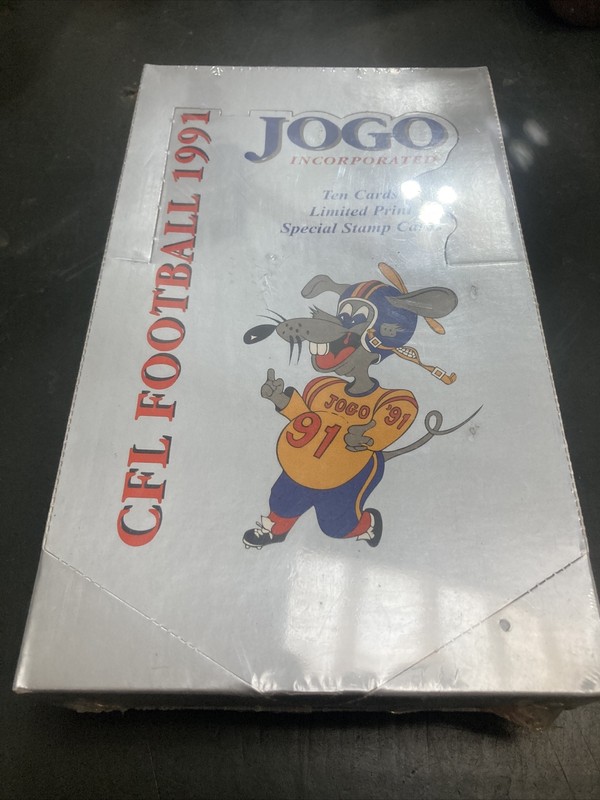 JOGO
INCORPORATED
Ten Cards
Limited Print
Special Stamp Card
CFL FOOTBALL 1991
JOGO '91
91